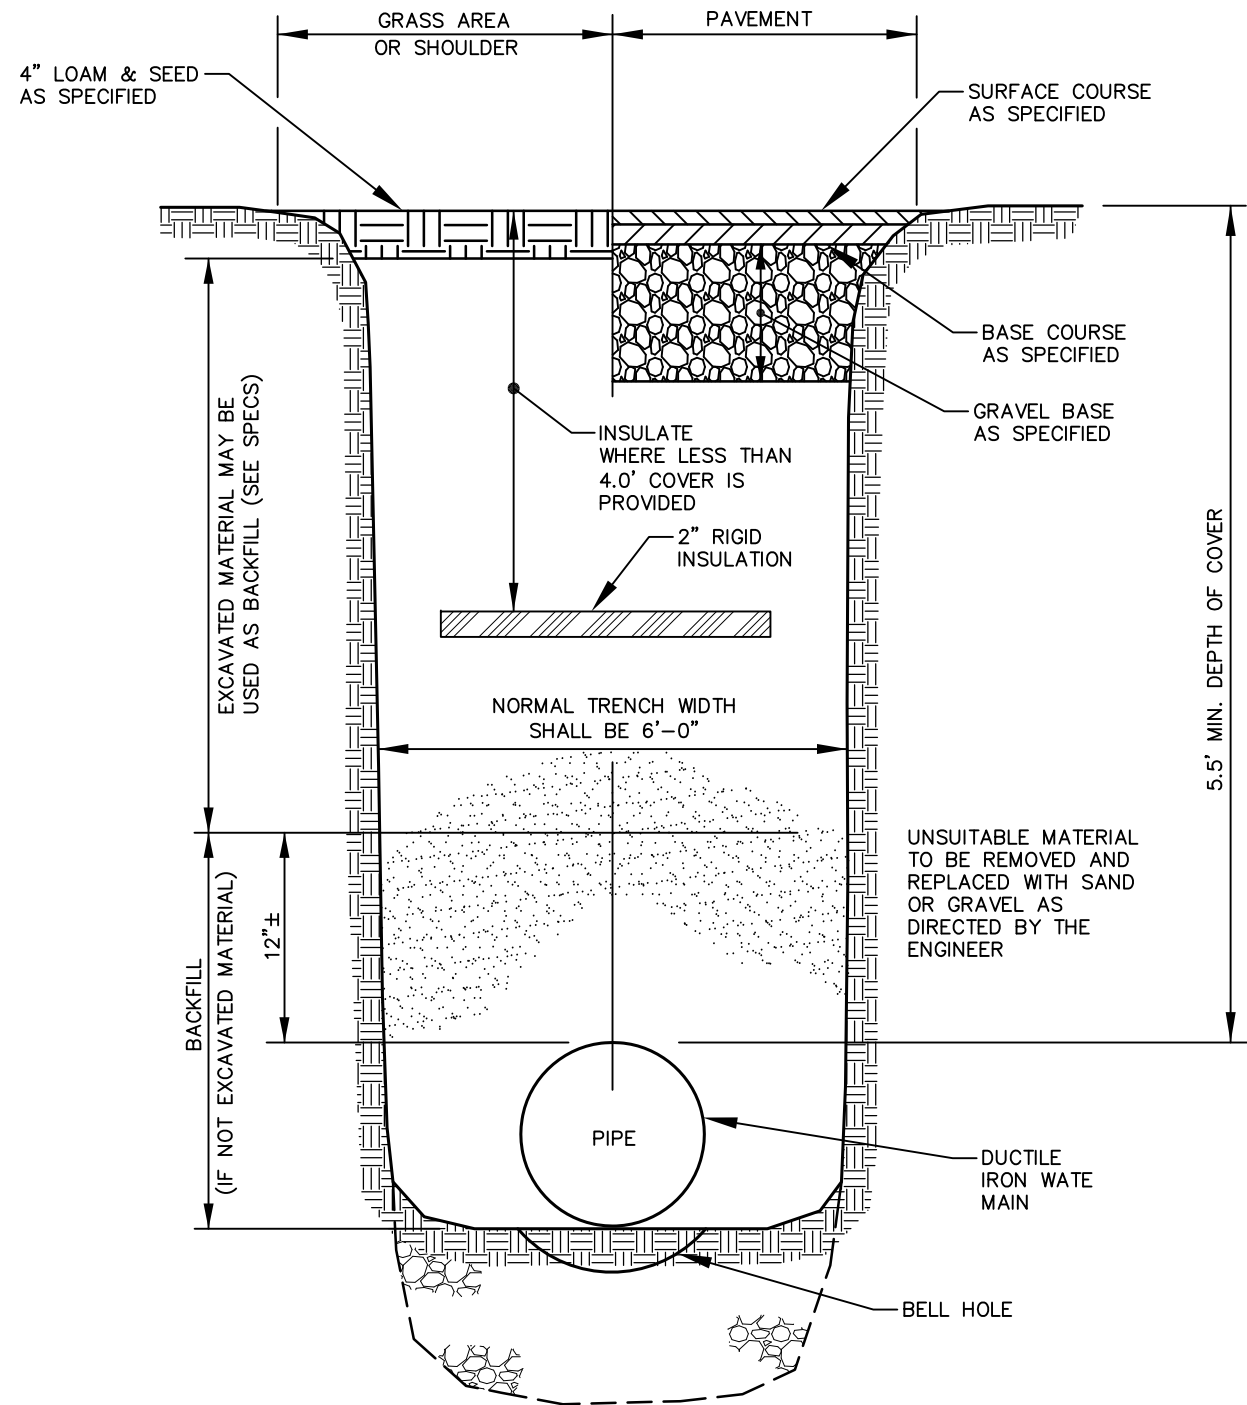 GRASS AREA
OR SHOULDER
PAVEMENT
4" LOAM & SEED
AS SPECIFIED
SURFACE COURSE
AS SPECIFIED
BASE COURSE
AS SPECIFIED
GRAVEL BASE
AS SPECIFIED
EXCAVATED MATERIAL MAY BE
USED AS BACKFILL (SEE SPECS)
INSULATE
WHERE LESS THAN
4.0' COVER IS
PROVIDED
2" RIGID
INSULATION
5.5' MIN. DEPTH OF COVER
NORMAL TRENCH WIDTH
SHALL BE 6'-0"
UNSUITABLE MATERIAL
TO BE REMOVED AND
REPLACED WITH SAND
OR GRAVEL AS
DIRECTED BY THE
ENGINEER
12"±
BACKFILL
(IF NOT EXCAVATED MATERIAL)
PIPE
DUCTILE
IRON WATE
MAIN
BELL HOLE